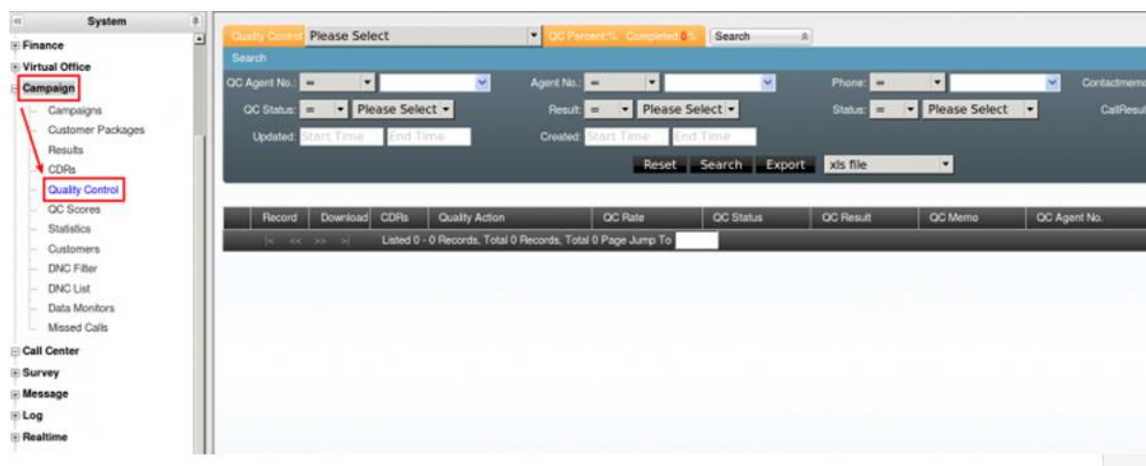 System
Finance
Virtual Office
Campaign
Campaigns
Customer Packages
Results
CDRs
Quality Control
QC Scores
Statistics
Customers
DNC Filter
DNC List
Data Monitors
Missed Calls
Call Center
Survey
Message
Log
Realtime
Quality Control Please Select QC Percent:% Completed:0% Search
Search
QC Agent No.: = Agent No.: = Phone: = Contactmemo
QC Status: = Please Select Result: = Please Select Status: = Please Select CallResul
Updated: Start Time End Time Created: Start Time End Time
Reset Search Export xls file
Record Download CDRs Quality Action QC Rate QC Status QC Result QC Memo QC Agent No.
|< << >> >| Listed 0 - 0 Records, Total 0 Records, Total 0 Page Jump To